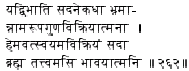 यद्विभाति सदनेकधा भ्रमा-
न्नामरूपगुणविक्रियात्मना ।
हेमवत्स्वयमविक्रियं सदा
ब्रह्म तत्त्वमसि भावयात्मनि ॥ २६२॥